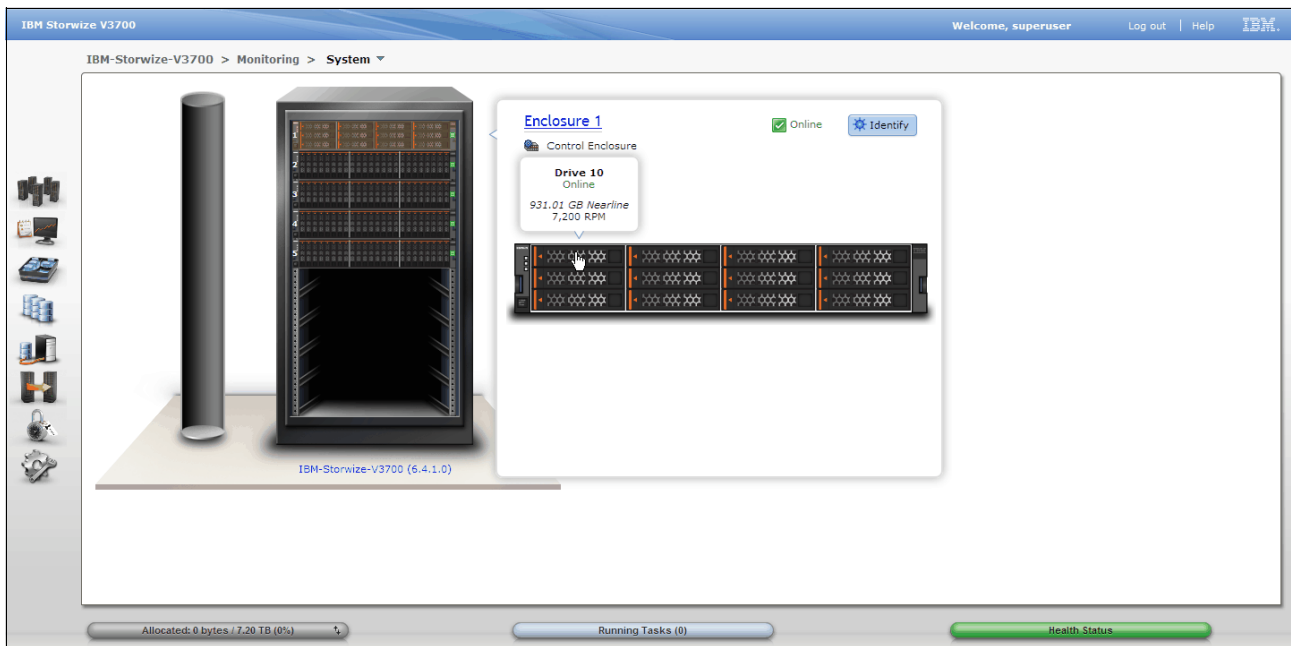 IBM Storwize V3700
Welcome, superuser
Log out | Help
IBM.
IBM-Storwize-V3700 > Monitoring > System
1
2
3
4
5
IBM-Storwize-V3700 (6.4.1.0)
Enclosure 1
Online
Identify
Control Enclosure
Drive 10
Online
931.01 GB Nearline
7,200 RPM
Allocated: 0 bytes / 7.20 TB (0%)
Running Tasks (0)
Health Status